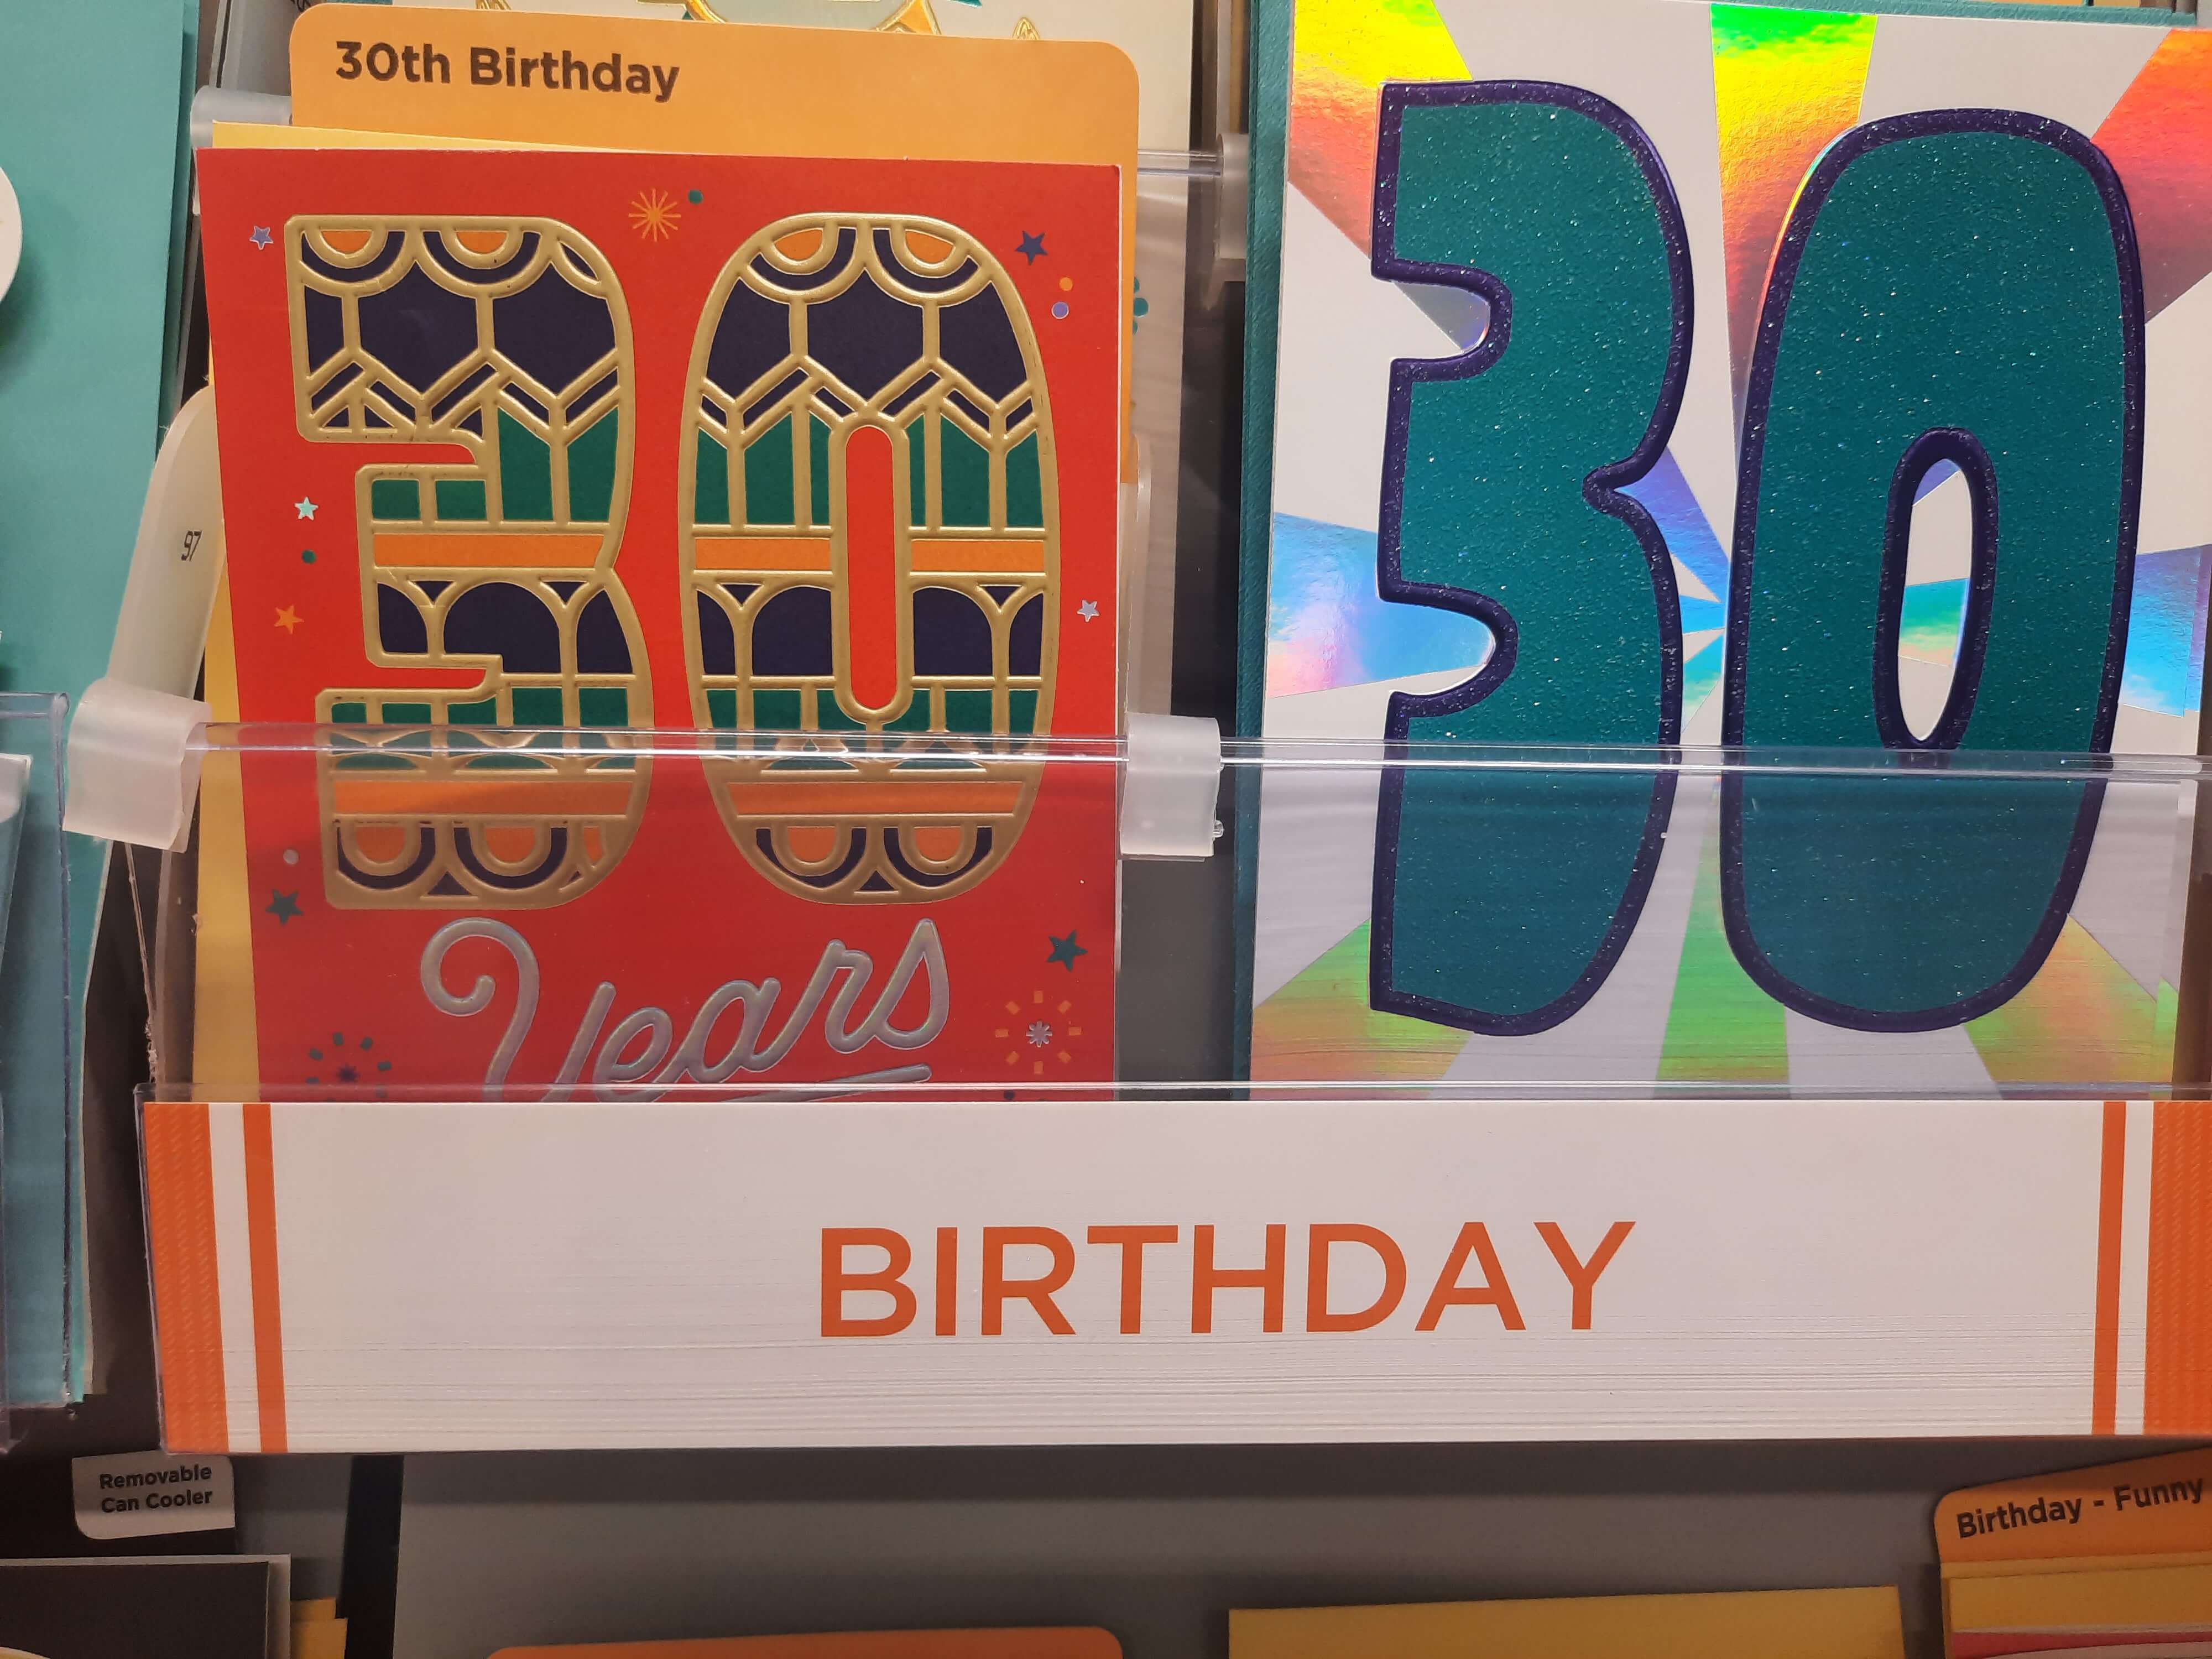 30th Birthday
30
Years
30
97
BIRTHDAY
Removable
Can Cooler
Birthday - Funny